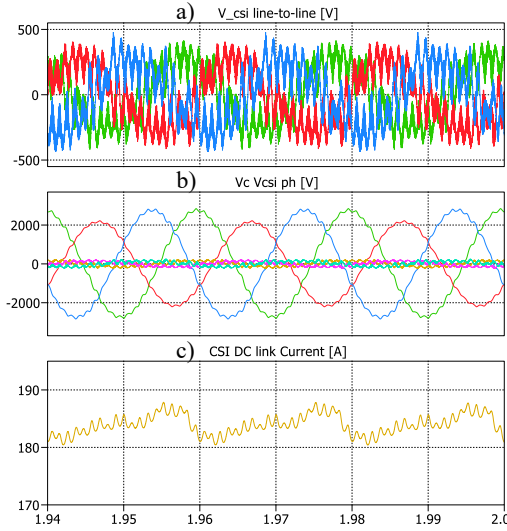 a) V_csi line-to-line [V]
500
0
-500
b) Vc Vcsi ph [V]
2000
0
-2000
c) CSI DC link Current [A]
190
180
170
1.94 1.95 1.96 1.97 1.98 1.99 2.0